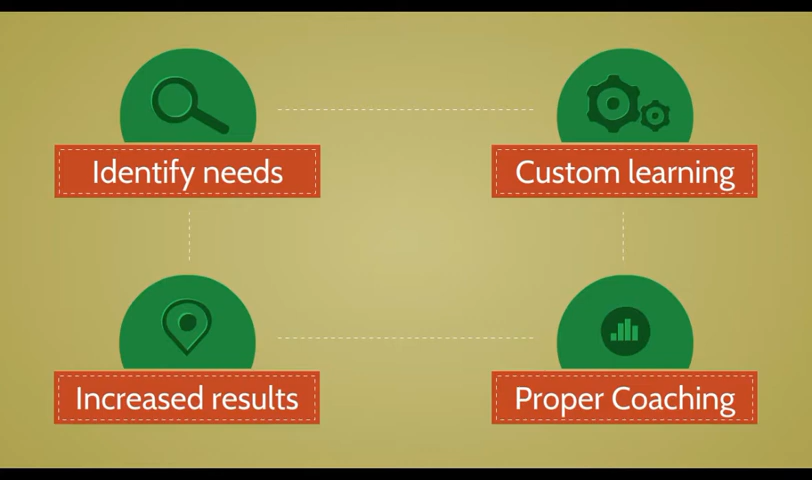 Identify needs
Custom learning
Increased results
Proper Coaching